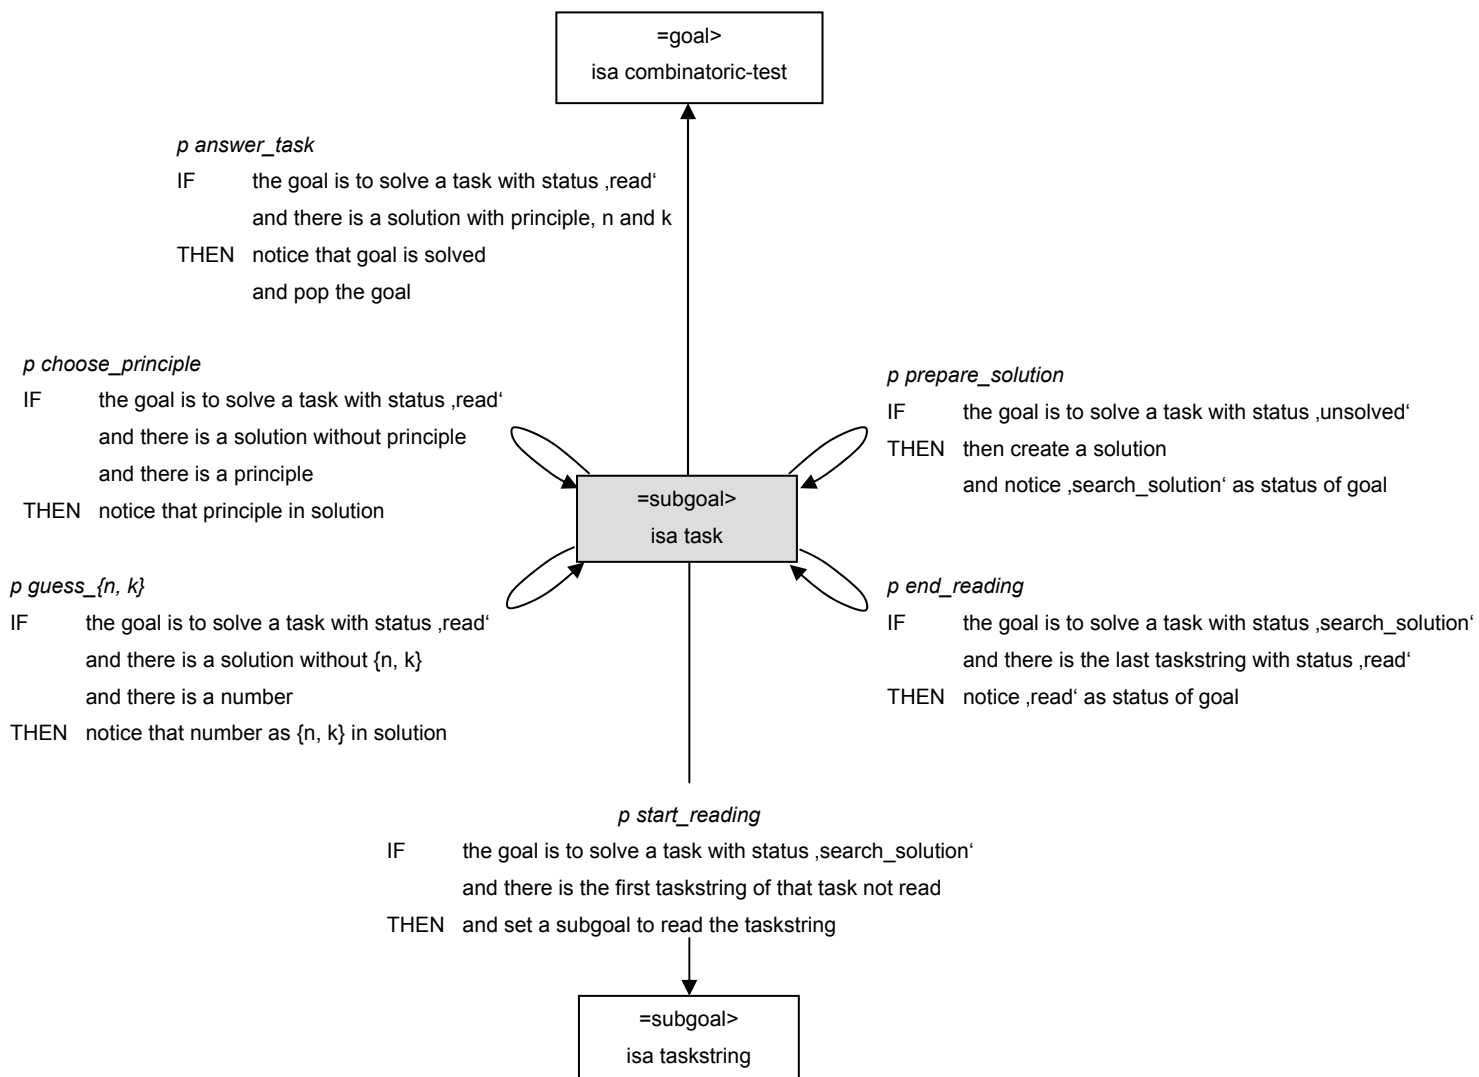 =goal>
isa combinatoric-test
p answer_task
IF the goal is to solve a task with status ‚read‘
and there is a solution with principle, n and k
THEN notice that goal is solved
and pop the goal
p choose_principle
IF the goal is to solve a task with status ‚read‘
and there is a solution without principle
and there is a principle
THEN notice that principle in solution
p prepare_solution
IF the goal is to solve a task with status ‚unsolved‘
THEN then create a solution
and notice ‚search_solution‘ as status of goal
=subgoal>
isa task
p guess_{n, k}
IF the goal is to solve a task with status ‚read‘
and there is a solution without {n, k}
and there is a number
THEN notice that number as {n, k} in solution
p end_reading
IF the goal is to solve a task with status ‚search_solution‘
and there is the last taskstring with status ‚read‘
THEN notice ‚read‘ as status of goal
p start_reading
IF the goal is to solve a task with status ‚search_solution‘
and there is the first taskstring of that task not read
THEN and set a subgoal to read the taskstring
=subgoal>
isa taskstring